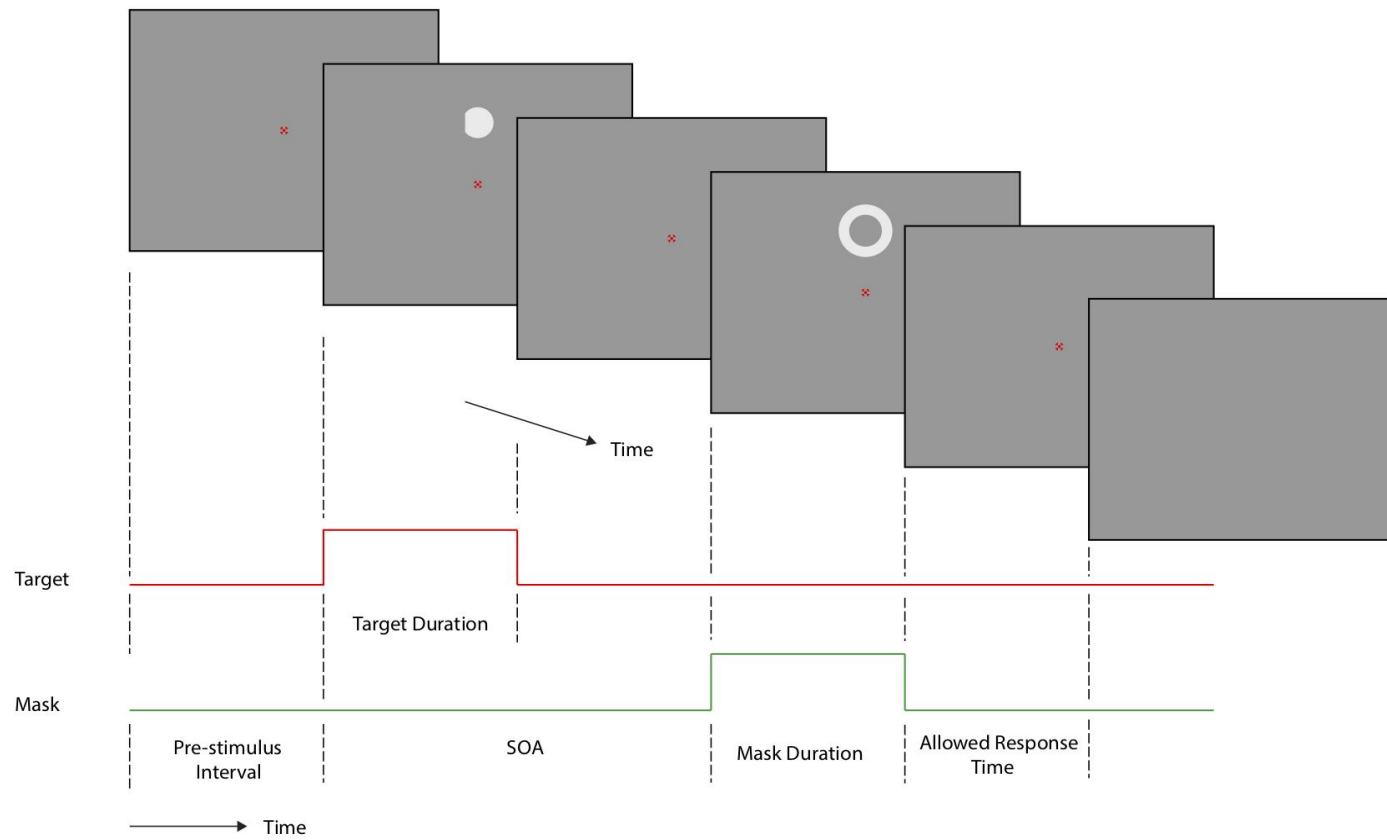 Time
Target
Target Duration
Mask
Pre-stimulus
Interval
SOA
Mask Duration
Allowed Response
Time
Time